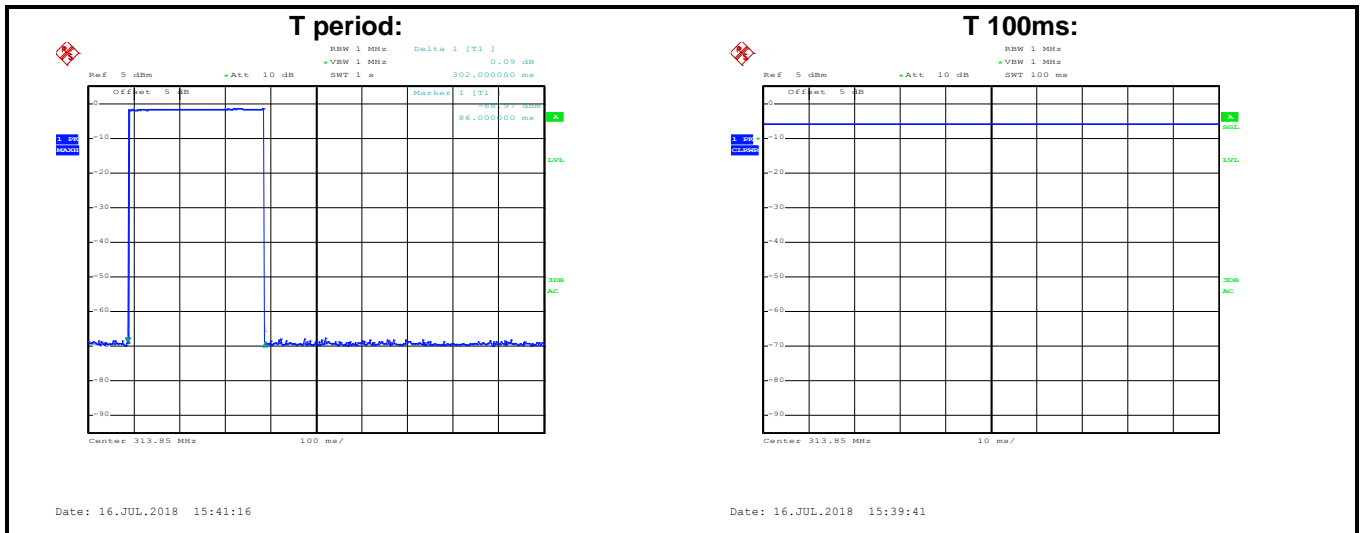 T period:
RBW 1 MHz Delta 1 [T1 ]
* VBW 1 MHz 0.09 dB
Ref 5 dBm * Att 10 dB SWT 1 s 302.000000 ms
Offset 5 dB Marker 1 [T1 ]
-68.97 dBm
86.000000 ms
A
1 PK
MAXH
LVL
3DB
AC
0
-10
-20
-30
-40
-50
-60
-70
-80
-90
Center 313.85 MHz 100 ms/
Date: 16.JUL.2018 15:41:16
T 100ms:
RBW 1 MHz
* VBW 1 MHz
Ref 5 dBm * Att 10 dB SWT 100 ms
Offset 5 dB
A
SGL
1 PK *
CLRWR
LVL
3DB
AC
0
-10
-20
-30
-40
-50
-60
-70
-80
-90
Center 313.85 MHz 10 ms/
Date: 16.JUL.2018 15:39:41